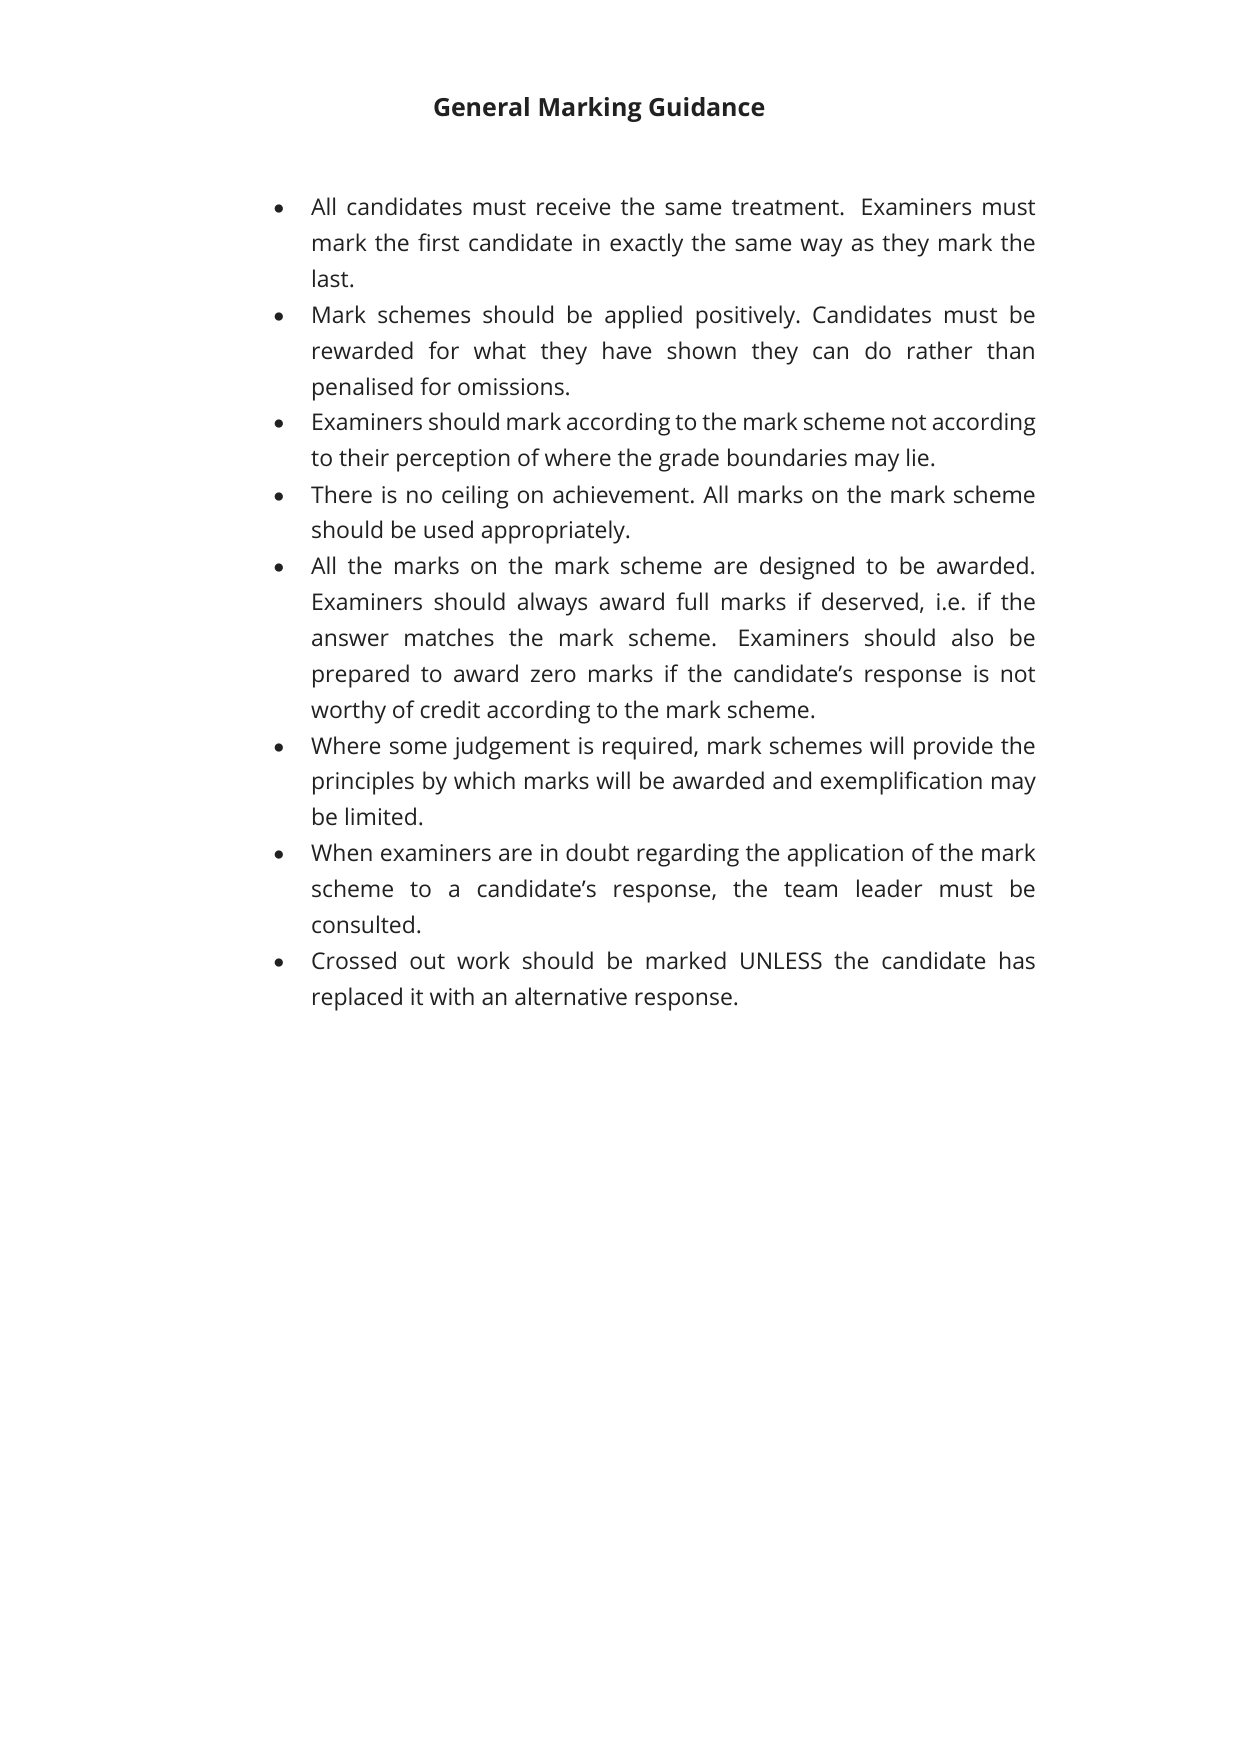 General Marking Guidance
• All candidates must receive the same treatment. Examiners must
mark the first candidate in exactly the same way as they mark the
last.
• Mark schemes should be applied positively. Candidates must be
rewarded for what they have shown they can do rather than
penalised for omissions.
• Examiners should mark according to the mark scheme not according
to their perception of where the grade boundaries may lie.
• There is no ceiling on achievement. All marks on the mark scheme
should be used appropriately.
• All the marks on the mark scheme are designed to be awarded.
Examiners should always award full marks if deserved, i.e. if the
answer matches the mark scheme. Examiners should also be
prepared to award zero marks if the candidate’s response is not
worthy of credit according to the mark scheme.
• Where some judgement is required, mark schemes will provide the
principles by which marks will be awarded and exemplification may
be limited.
• When examiners are in doubt regarding the application of the mark
scheme to a candidate’s response, the team leader must be
consulted.
• Crossed out work should be marked UNLESS the candidate has
replaced it with an alternative response.